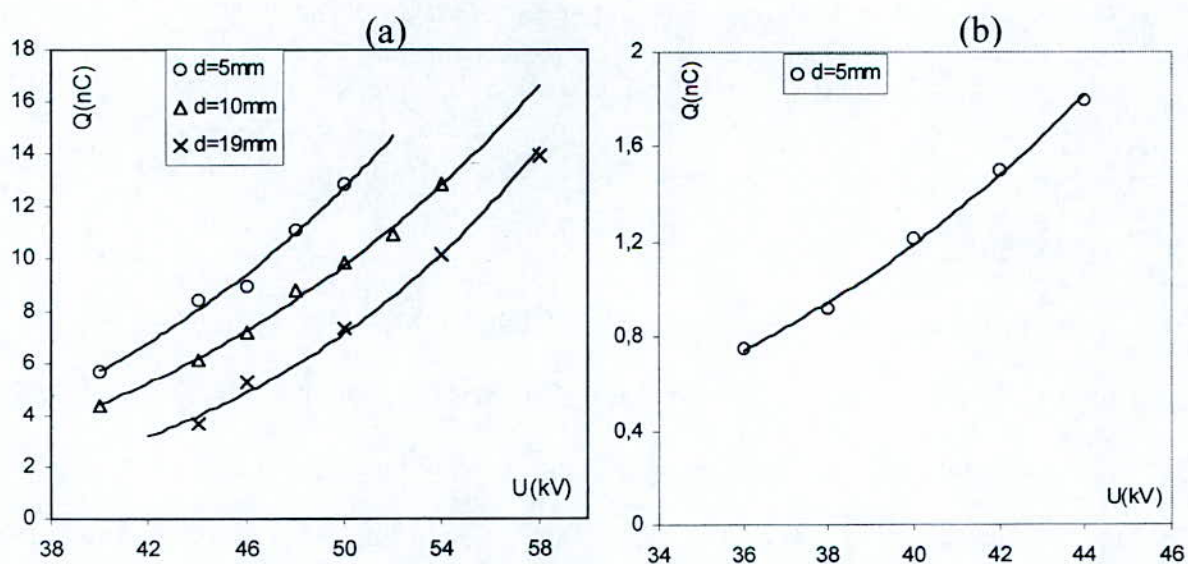 (a)
18
16
14
12
10
8
6
4
2
0
Q(nC)
d=5mm
d=10mm
d=19mm
U(kV)
38 42 46 50 54 58
(b)
2
1,6
1,2
0,8
0,4
0
Q(nC)
d=5mm
U(kV)
34 36 38 40 42 44 46